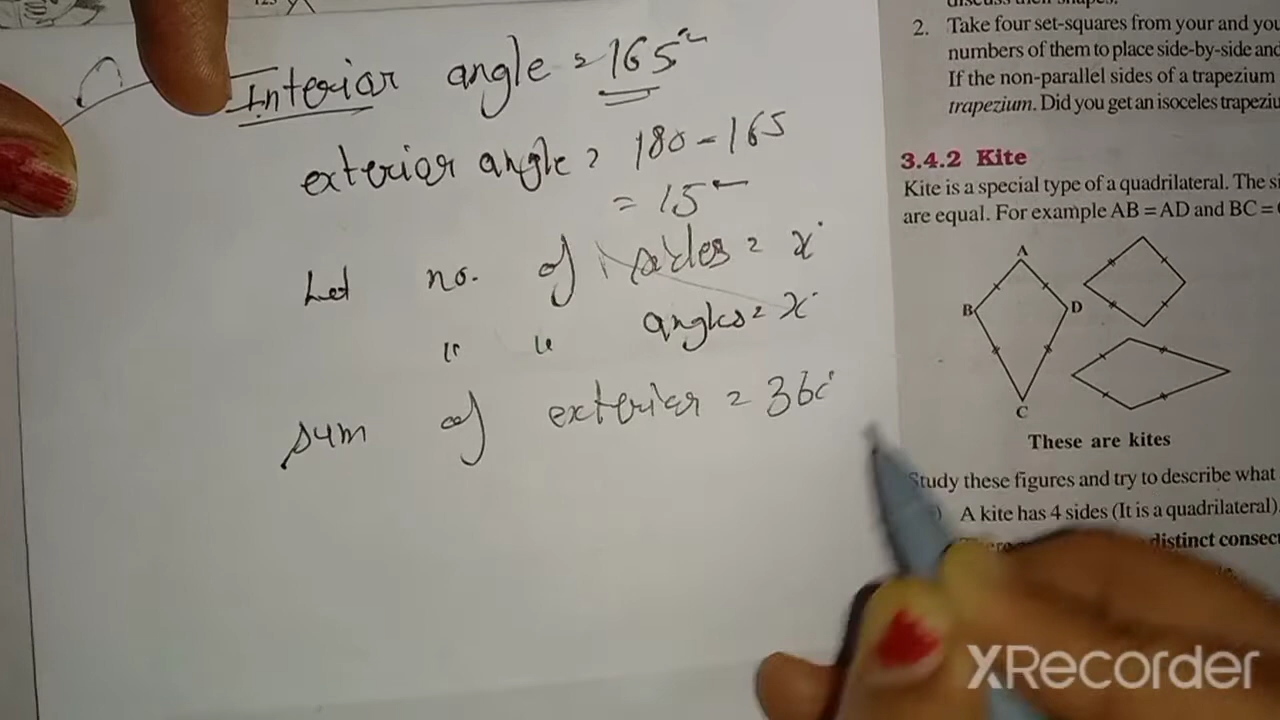 Interior angle = 165°
exterior angle = 180 - 165
= 15°
Let no. of sides = x
" " angles = x
sum of exterior = 360°
2. Take four set-squares from your and you
numbers of them to place side-by-side and
If the non-parallel sides of a trapezium
trapezium. Did you get an isoceles trapeziu
3.4.2 Kite
Kite is a special type of a quadrilateral. The si
are equal. For example AB = AD and BC =
A
B
D
C
These are kites
Study these figures and try to describe what
A kite has 4 sides (It is a quadrilateral).
distinct consec
XRecorder